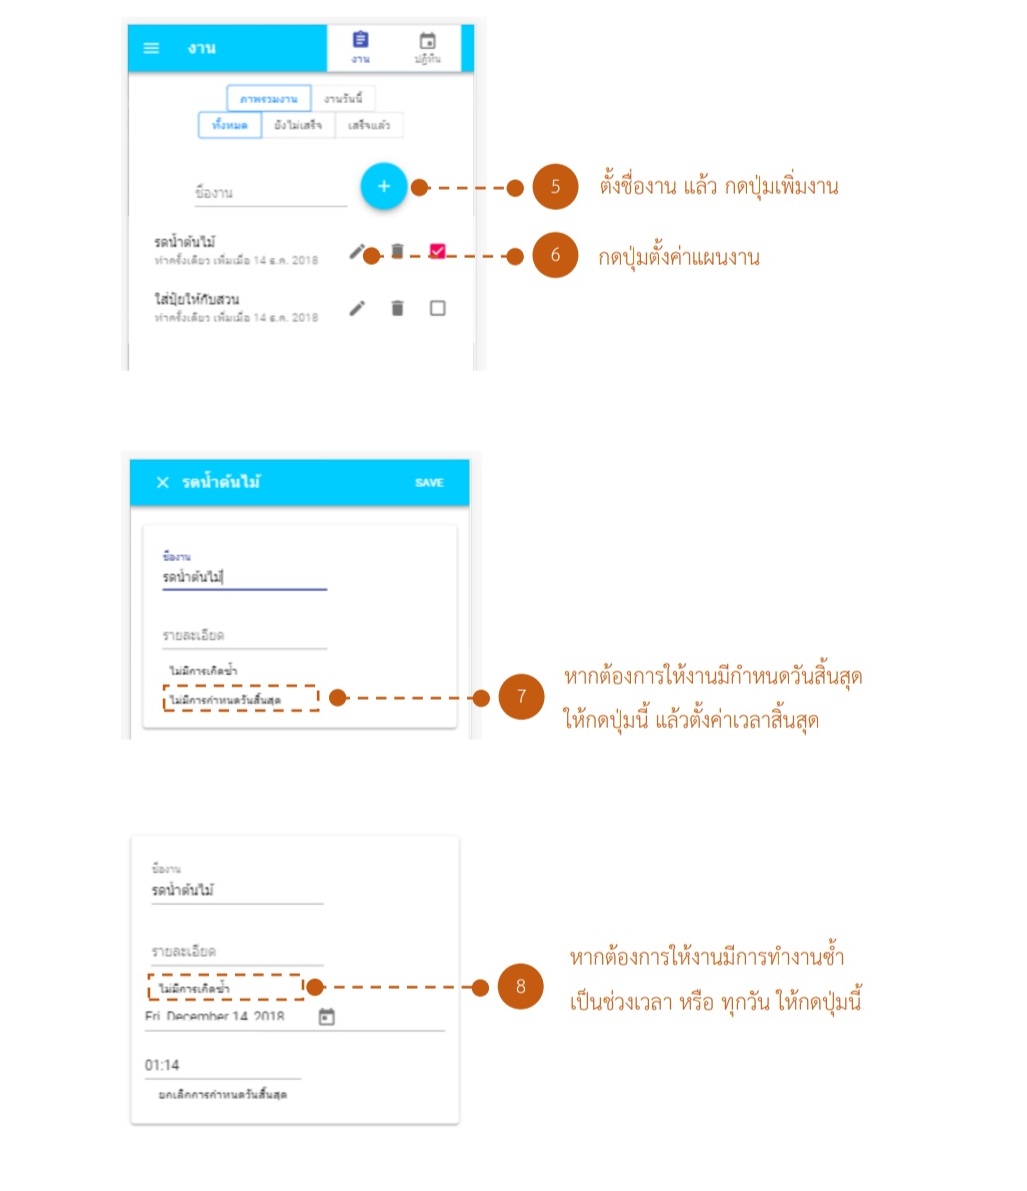 งาน
งาน
ปฏิทิน
ภาพรวมงาน งานวันนี้
ทั้งหมด ยังไม่เสร็จ เสร็จแล้ว
ชื่องาน
+
5 ตั้งชื่องาน แล้ว กดปุ่มเพิ่มงาน
รดน้ำต้นไม้
ทำครั้งเดียว เพิ่มเมื่อ 14 ธ.ค. 2018
6 กดปุ่มตั้งค่าแผนงาน
ใส่ปุ๋ยให้กับสวน
ทำครั้งเดียว เพิ่มเมื่อ 14 ธ.ค. 2018
รดน้ำต้นไม้ SAVE
ชื่องาน
รดน้ำต้นไม้
รายละเอียด
ไม่มีการเกิดซ้ำ
ไม่มีการกำหนดวันสิ้นสุด
7 หากต้องการให้งานมีกำหนดวันสิ้นสุด
ให้กดปุ่มนี้ แล้วตั้งค่าเวลาสิ้นสุด
ชื่องาน
รดน้ำต้นไม้
รายละเอียด
ไม่มีการเกิดซ้ำ
8 หากต้องการให้งานมีการทำงานซ้ำ
เป็นช่วงเวลา หรือ ทุกวัน ให้กดปุ่มนี้
Fri, December 14, 2018
01:14
ยกเลิกการกำหนดวันสิ้นสุด